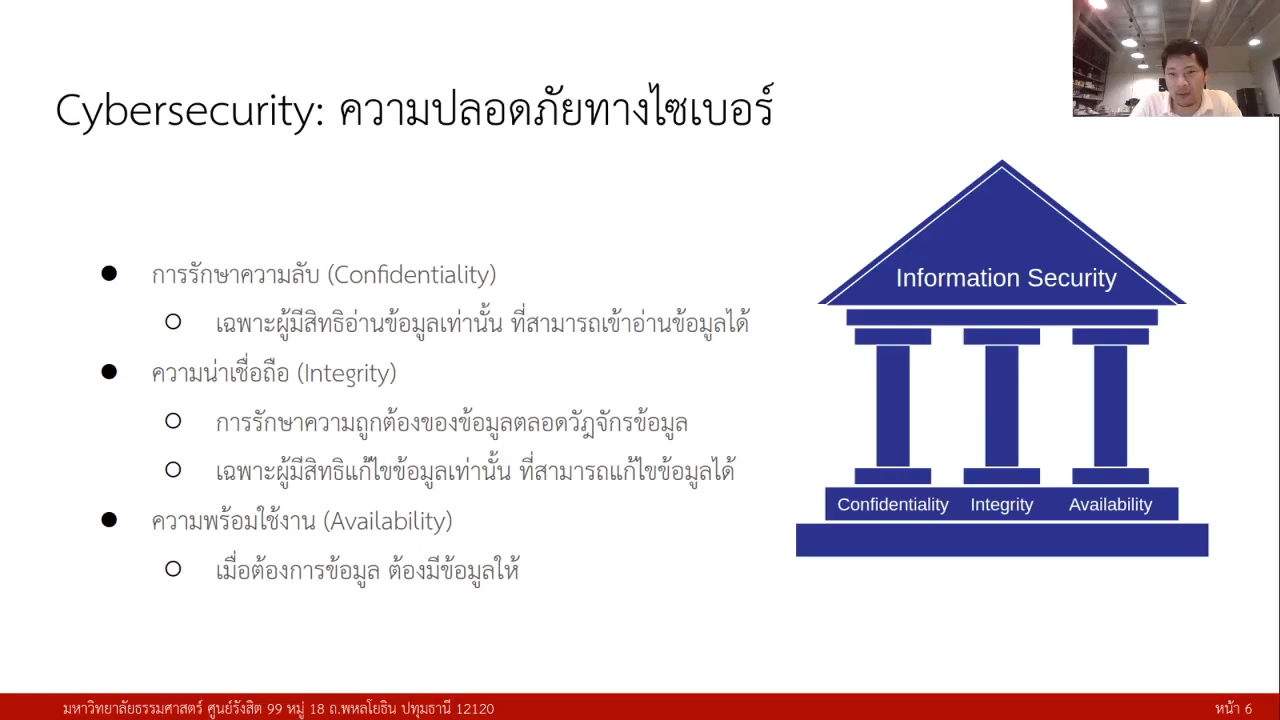 Cybersecurity: ความปลอดภัยทางไซเบอร์
การรักษาความลับ (Confidentiality)
เฉพาะผู้มีสิทธิอ่านข้อมูลเท่านั้น ที่สามารถเข้าอ่านข้อมูลได้
ความน่าเชื่อถือ (Integrity)
การรักษาความถูกต้องของข้อมูลตลอดวัฎจักรข้อมูล
เฉพาะผู้มีสิทธิแก้ไขข้อมูลเท่านั้น ที่สามารถแก้ไขข้อมูลได้
ความพร้อมใช้งาน (Availability)
เมื่อต้องการข้อมูล ต้องมีข้อมูลให้
Information Security
Confidentiality Integrity Availability
มหาวิทยาลัยธรรมศาสตร์ ศูนย์รังสิต 99 หมู่ 18 ถ.พหลโยธิน ปทุมธานี 12120
หน้า 6